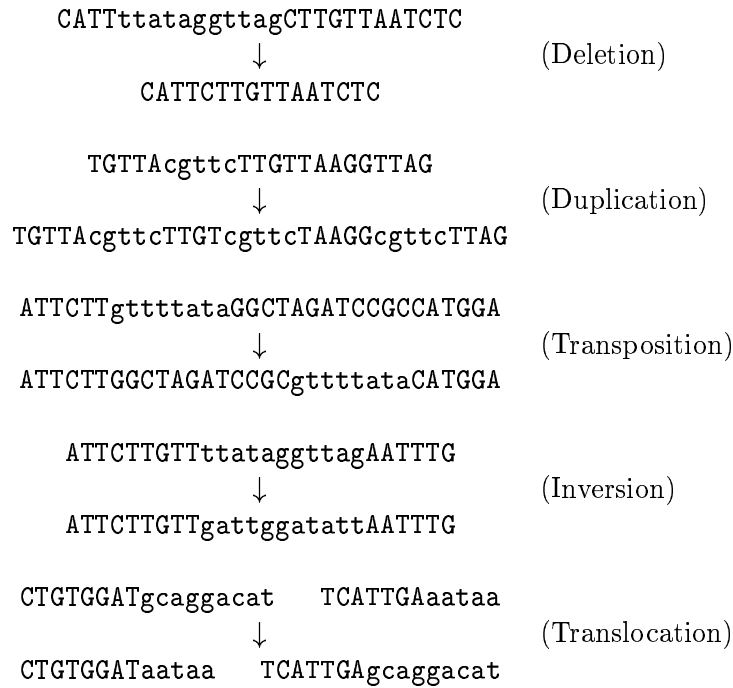 CATTttataggttagCTTGTTAATCTC
↓ (Deletion)
CATTCTTGTTAATCTC
TGTTAcgttcTTGTTAAGGTTAG
↓ (Duplication)
TGTTAcgttcTTGTcgttcTAAGGcgttcTTAG
ATTCTTgttttataGGCTAGATCCGCCATGGA
↓ (Transposition)
ATTCTTGGCTAGATCCGCgttttataCATGGA
ATTCTTGTTttataggttagAATTTG
↓ (Inversion)
ATTCTTGTTgattggatattAATTTG
CTGTGGATgcaggacat TCATTGAaataa
↓ (Translocation)
CTGTGGATaataa TCATTGAgcaggacat